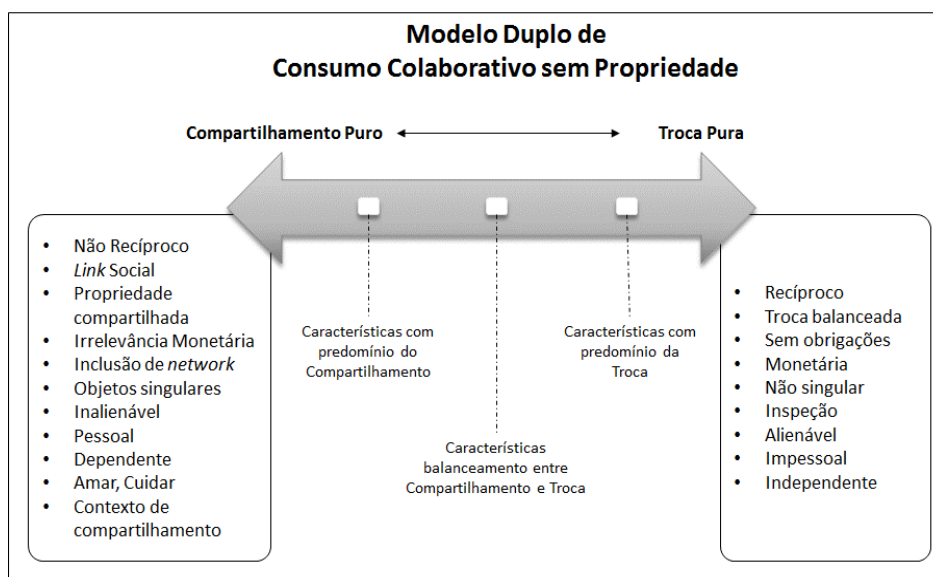 Modelo Duplo de
Consumo Colaborativo sem Propriedade
Compartilhamento Puro
Troca Pura
• Não Recíproco
• Link Social
• Propriedade
compartilhada
• Irrelevância Monetária
• Inclusão de network
• Objetos singulares
• Inalienável
• Pessoal
• Dependente
• Amar, Cuidar
• Contexto de
compartilhamento
Características com
predomínio do
Compartilhamento
Características
balanceamento entre
Compartilhamento e Troca
Características com
predomínio da
Troca
• Recíproco
• Troca balanceada
• Sem obrigações
• Monetária
• Não singular
• Inspeção
• Alienável
• Impessoal
• Independente